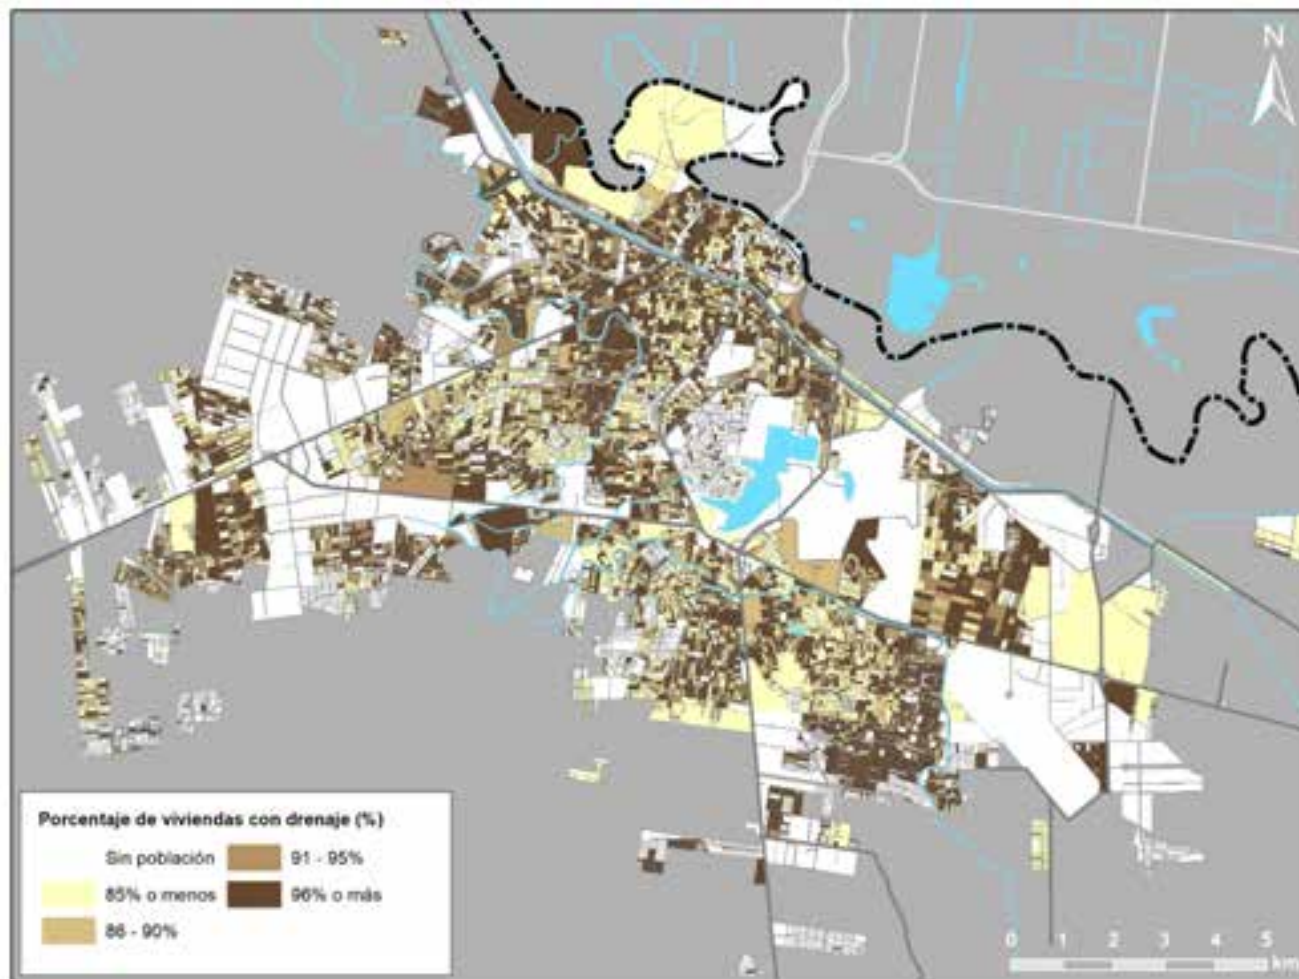 N
Porcentaje de viviendas con drenaje (%)
Sin población
91 - 95%
85% o menos
96% o más
86 - 90%
0 1 2 3 4 5
km